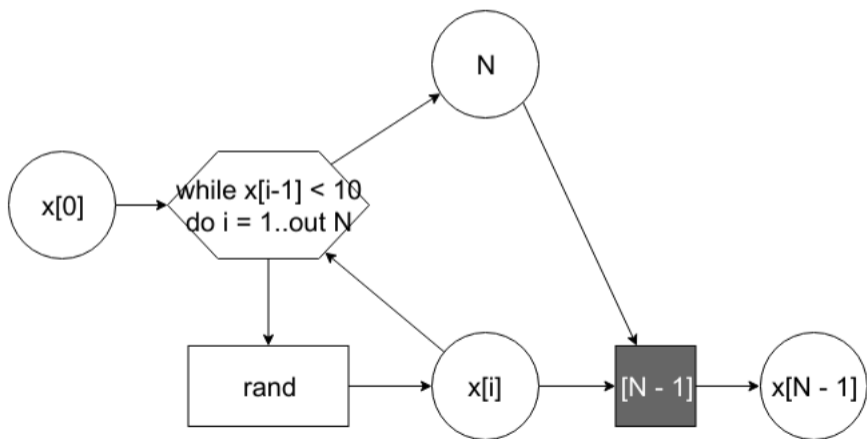 N
x[0]
while x[i-1] < 10
do i = 1..out N
rand
x[i]
[N - 1]
x[N - 1]